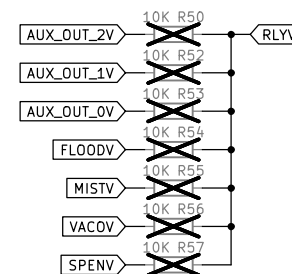 10K R50
AUX_OUT_2V
RLYV
10K R52
AUX_OUT_1V
10K R53
AUX_OUT_0V
10K R54
FLOODV
10K R55
MISTV
10K R56
VACOV
10K R57
SPENV